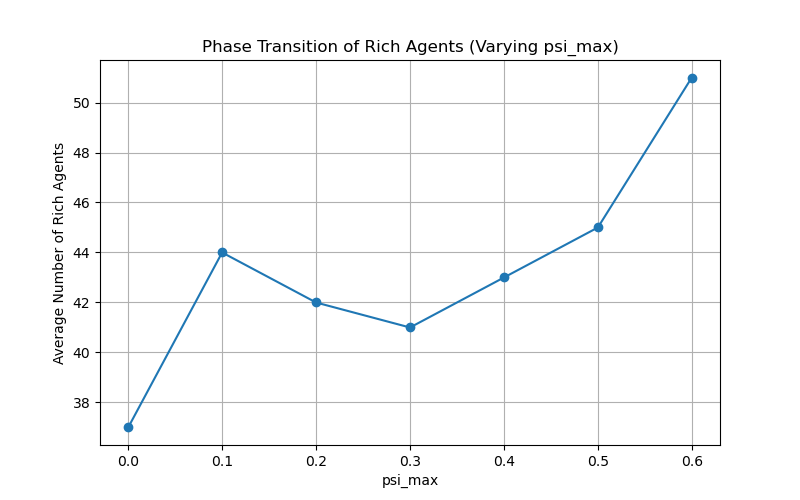 Phase Transition of Rich Agents (Varying psi_max)
Average Number of Rich Agents
50
48
46
44
42
40
38
0.0 0.1 0.2 0.3 0.4 0.5 0.6
psi_max